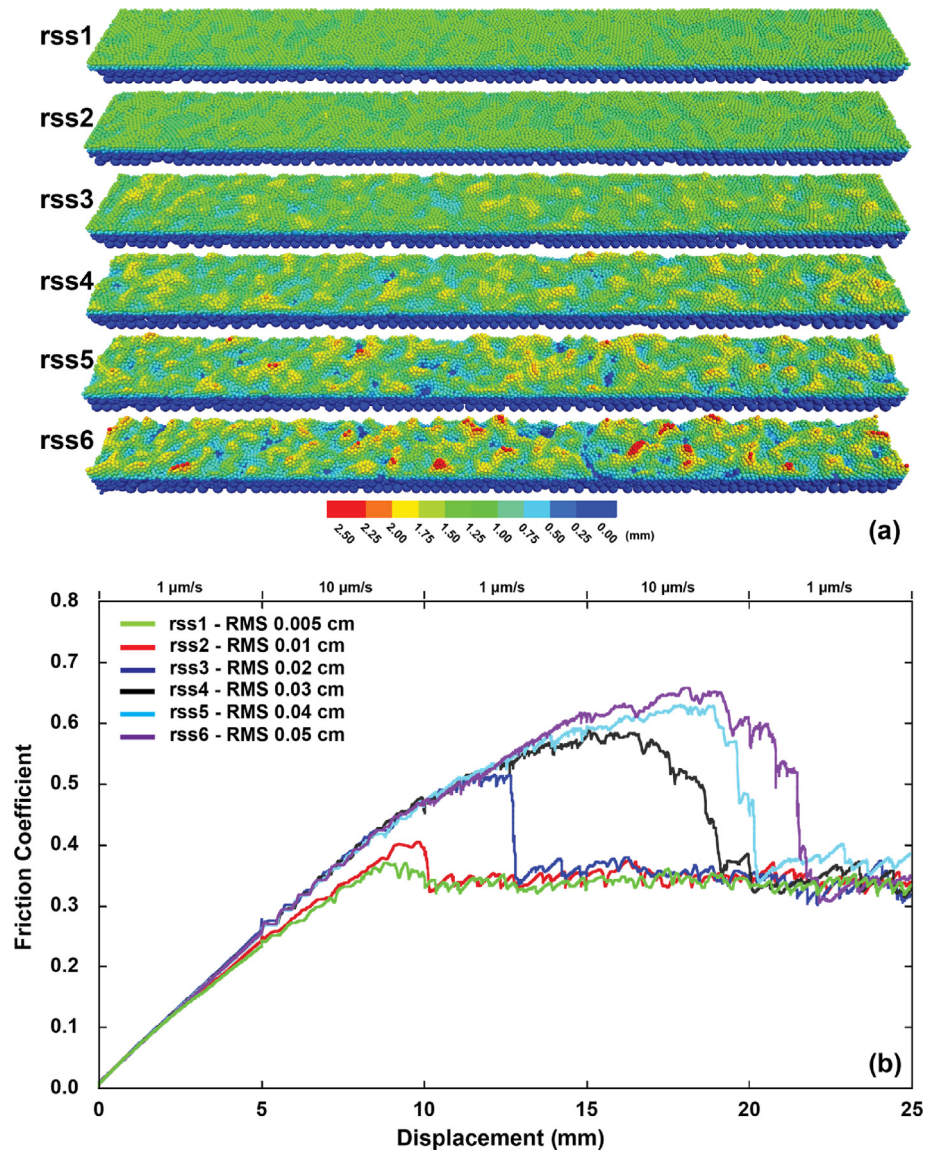 rss1
rss2
rss3
rss4
rss5
rss6
2.50 2.25 2.00 1.75 1.50 1.25 1.00 0.75 0.50 0.25 0.00 (mm)
(a)
1 μm/s 10 μm/s 1 μm/s 10 μm/s 1 μm/s
0.8
0.7
0.6
0.5
0.4
0.3
0.2
0.1
0.0
Friction Coefficient
rss1 - RMS 0.005 cm
rss2 - RMS 0.01 cm
rss3 - RMS 0.02 cm
rss4 - RMS 0.03 cm
rss5 - RMS 0.04 cm
rss6 - RMS 0.05 cm
(b)
0 5 10 15 20 25
Displacement (mm)